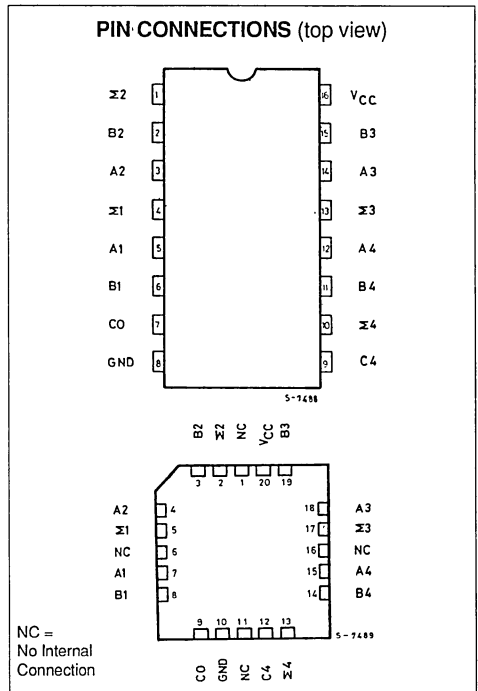 PIN CONNECTIONS (top view)
Σ2 1 16 VCC
B2 2 15 B3
A2 3 14 A3
Σ1 4 13 Σ3
A1 5 12 A4
B1 6 11 B4
C0 7 10 Σ4
GND 8 9 C4
S-7488
B2 Σ2 NC VCC B3
3 2 1 20 19
A2 4 18 A3
Σ1 5 17 Σ3
NC 6 16 NC
A1 7 15 A4
B1 8 14 B4
9 10 11 12 13
S-7489
C0 GND NC C4 Σ4
NC =
No Internal
Connection